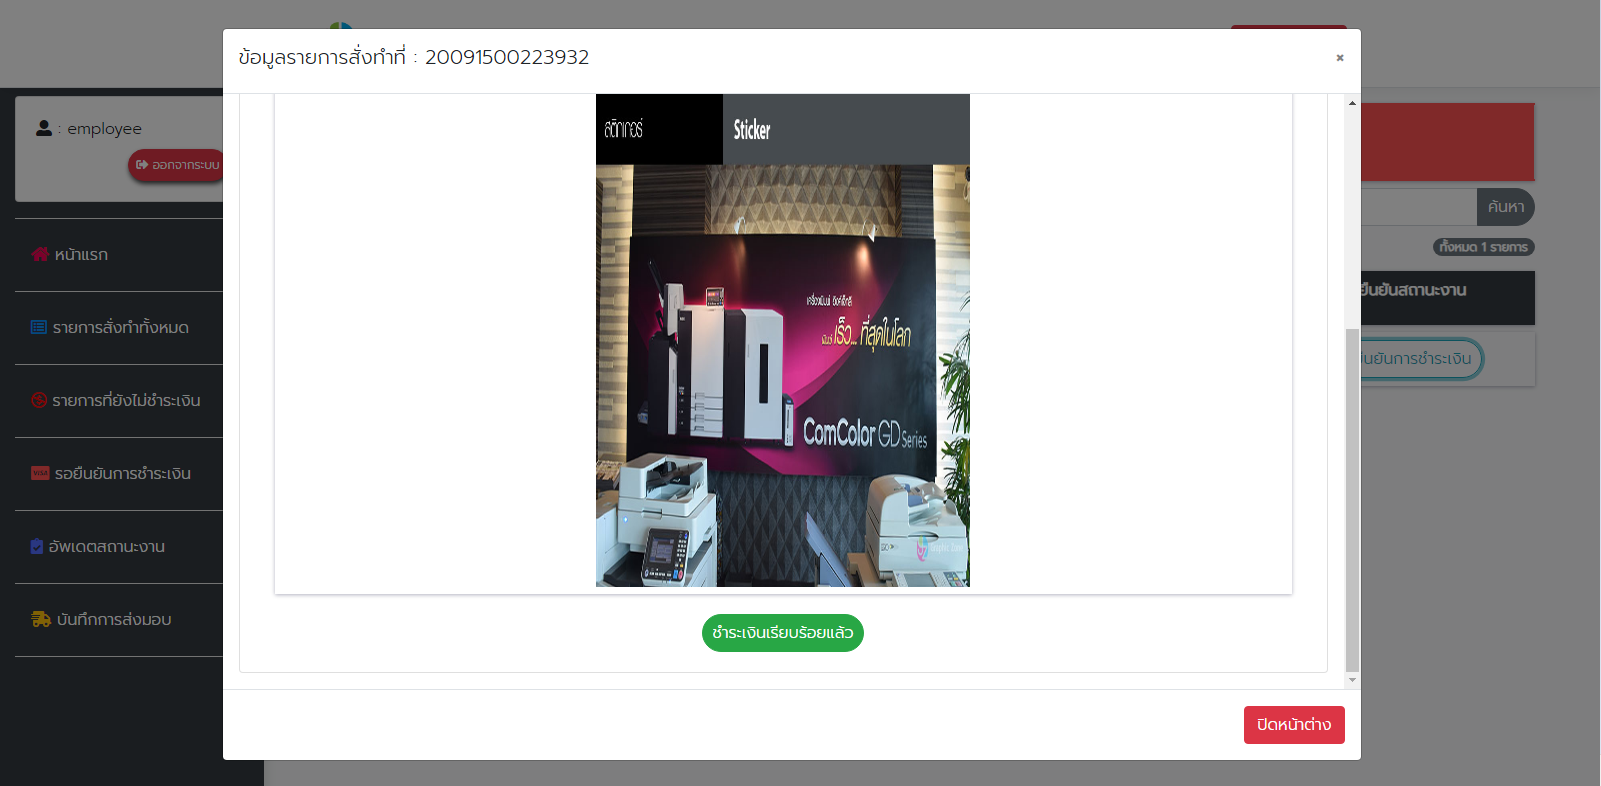 ข้อมูลรายการสั่งทำที่ : 20091500223932
×
: employee
ออกจากระบบ
หน้าแรก
รายการสั่งทำทั้งหมด
รายการที่ยังไม่ชำระเงิน
รอยืนยันการชำระเงิน
อัพเดตสถานะงาน
บันทึกการส่งมอบ
สติกเกอร์ Sticker
เครื่องพิมพ์ อิงค์เจ็ทสี
พิมพ์ เร็ว... ที่สุดในโลก
ComColor GD Series
Graphic Zone
ชำระเงินเรียบร้อยแล้ว
ปิดหน้าต่าง
ค้นหา
ทั้งหมด 1 รายการ
ยืนยันสถานะงาน
ยืนยันการชำระเงิน